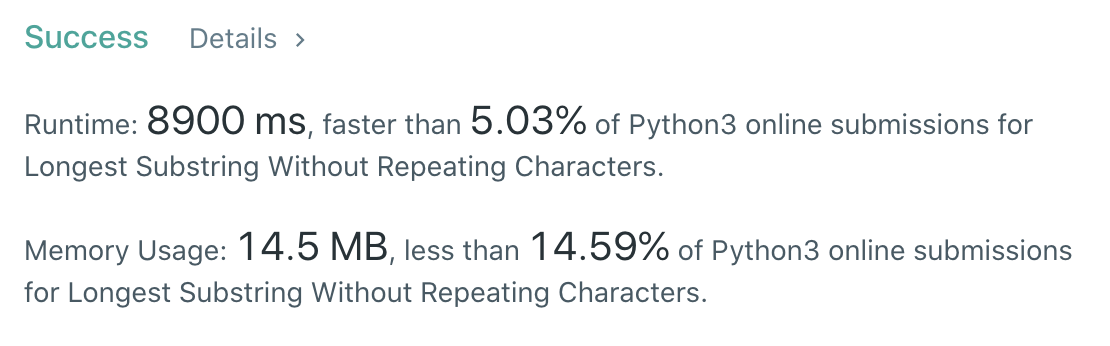 Success Details >
Runtime: 8900 ms, faster than 5.03% of Python3 online submissions for
Longest Substring Without Repeating Characters.
Memory Usage: 14.5 MB, less than 14.59% of Python3 online submissions
for Longest Substring Without Repeating Characters.